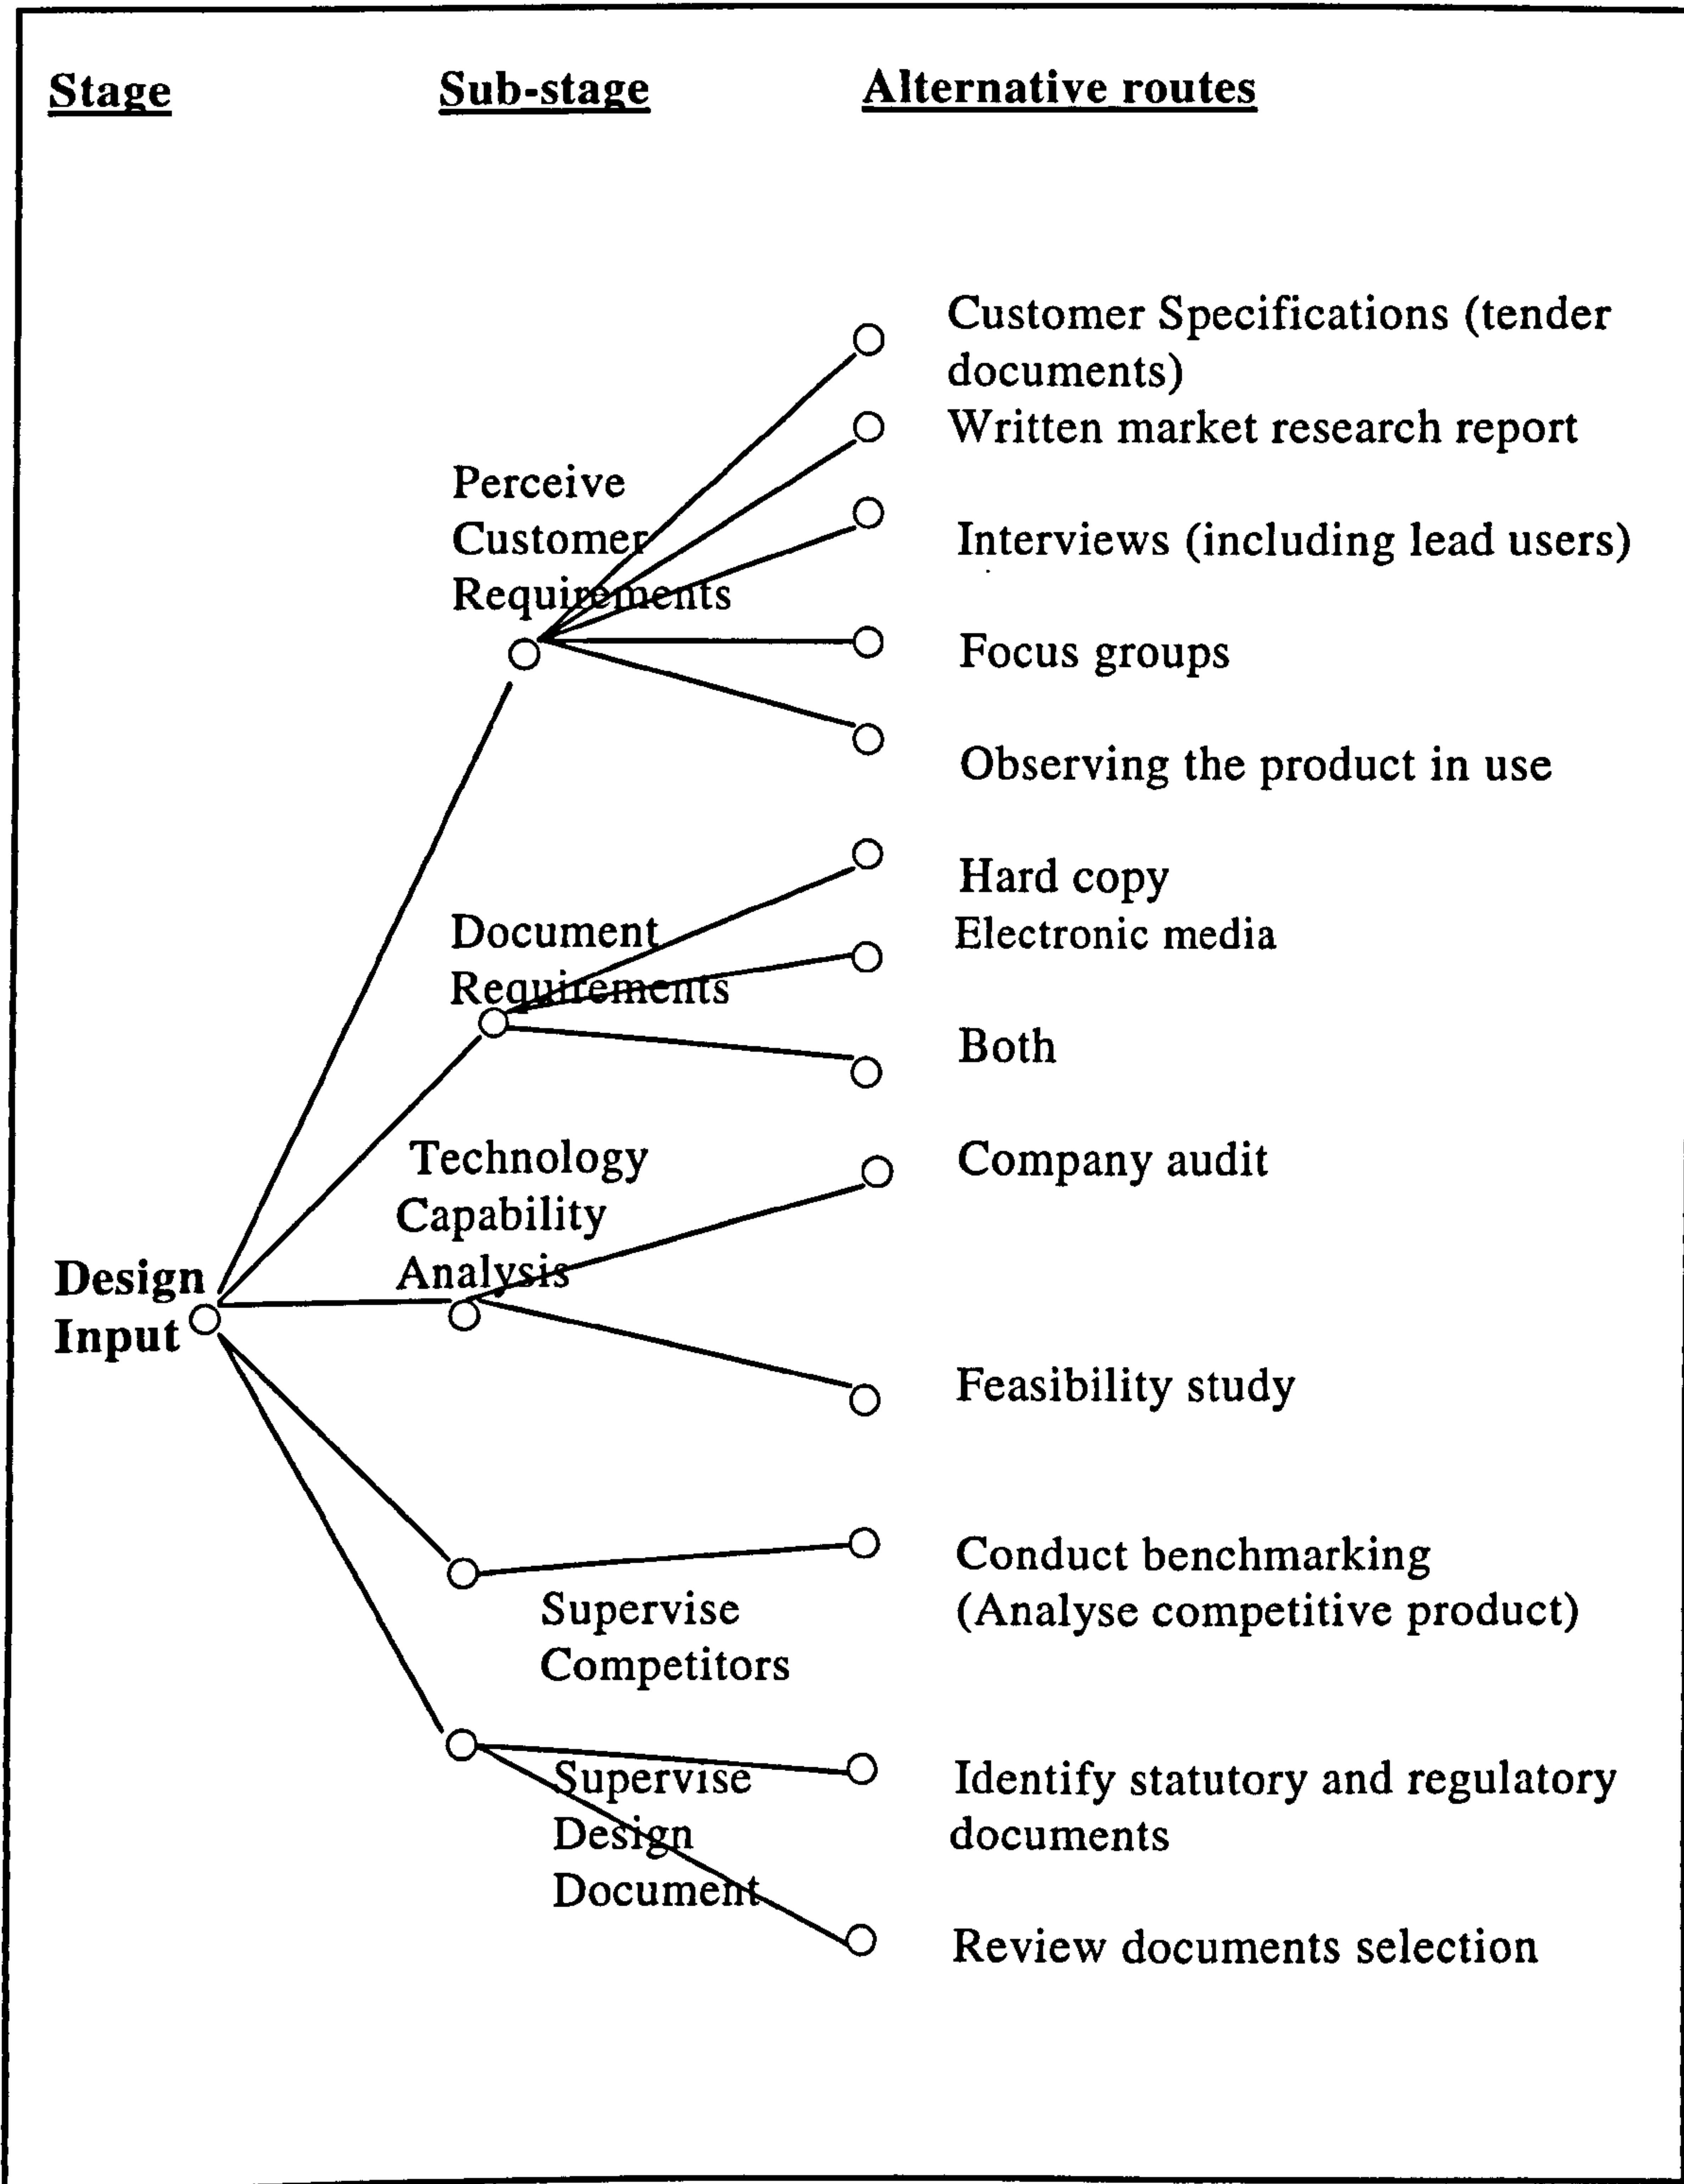 Stage
Sub-stage
Alternative routes
Customer Specifications (tender
documents)
Written market research report
Perceive
Customer
Requirements
Interviews (including lead users)
Focus groups
Observing the product in use
Hard copy
Document
Requirements
Electronic media
Both
Technology
Capability
Analysis
Company audit
Design
Input
Feasibility study
Conduct benchmarking
(Analyse competitive product)
Supervise
Competitors
Identify statutory and regulatory
documents
Supervise
Design
Document
Review documents selection